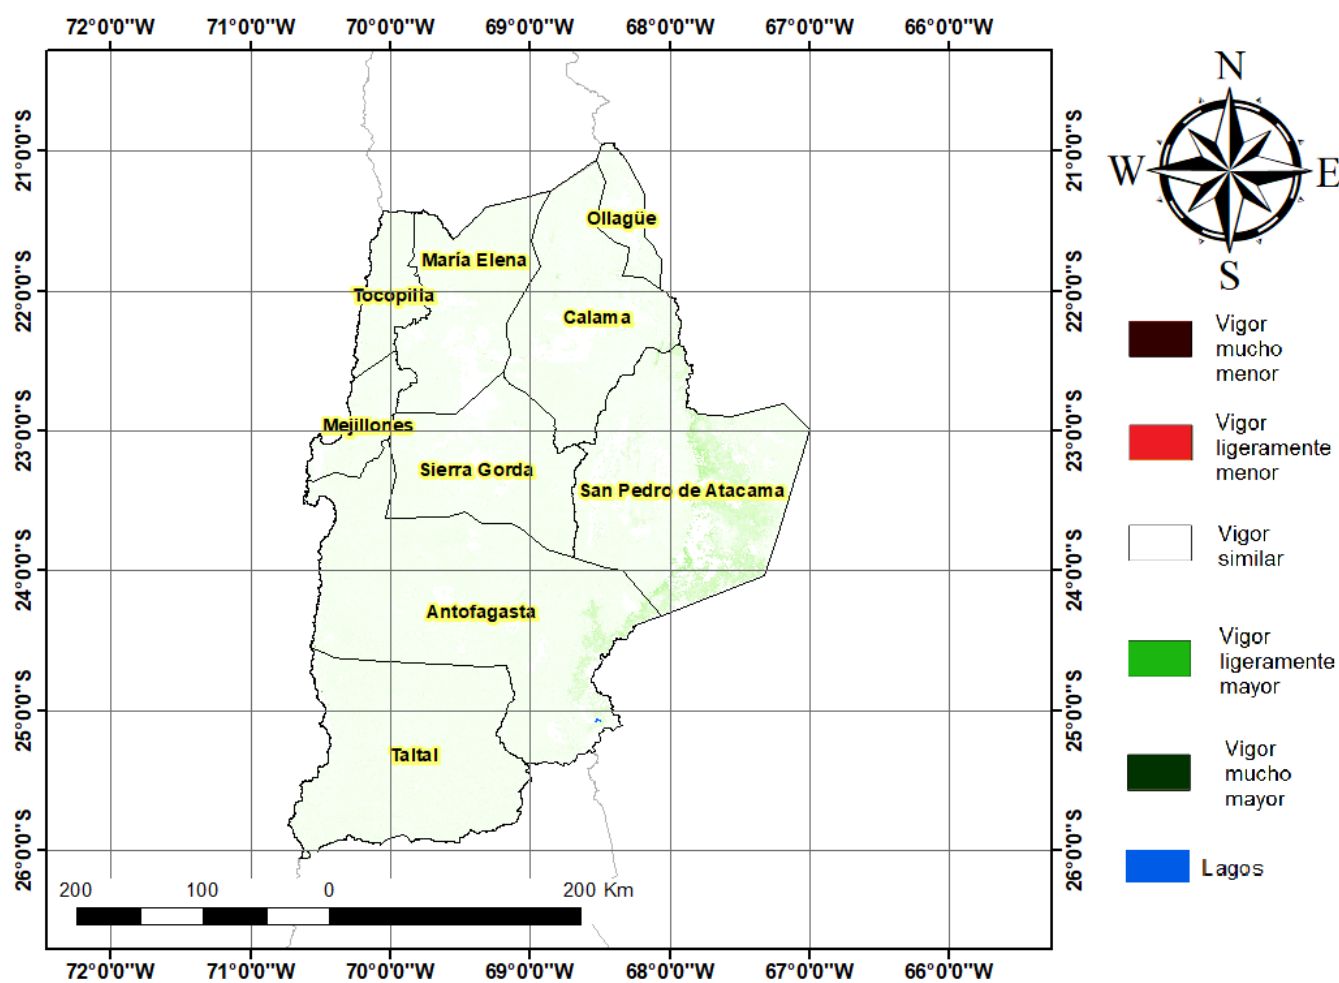 72°0'0"W 71°0'0"W 70°0'0"W 69°0'0"W 68°0'0"W 67°0'0"W 66°0'0"W
N
W E
S
21°0'0"S 21°0'0"S
22°0'0"S 22°0'0"S
23°0'0"S 23°0'0"S
24°0'0"S 24°0'0"S
25°0'0"S 25°0'0"S
26°0'0"S 26°0'0"S
Ollagüe
María Elena
Tocopilla
Calama
Mejillones
Sierra Gorda
San Pedro de Atacama
Antofagasta
Taltal
200 100 0 200 Km
72°0'0"W 71°0'0"W 70°0'0"W 69°0'0"W 68°0'0"W 67°0'0"W 66°0'0"W
Vigor
mucho
menor
Vigor
ligeramente
menor
Vigor
similar
Vigor
ligeramente
mayor
Vigor
mucho
mayor
Lagos